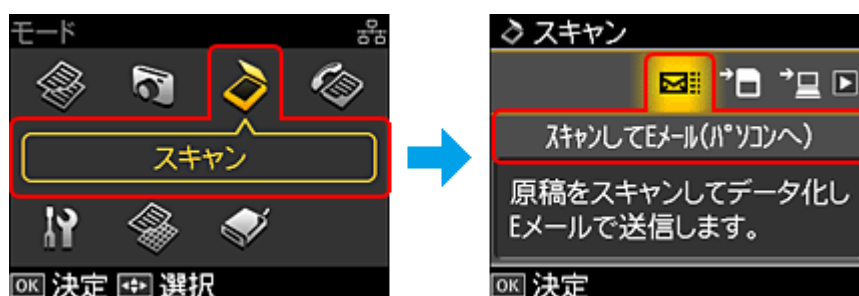 モード
スキャン
OK 決定 選択
スキャン
ｽｷｬﾝしてEﾒｰﾙ(ﾊﾟｿｺﾝへ)
原稿をスキャンしてデータ化し
Eメールで送信します。
OK 決定